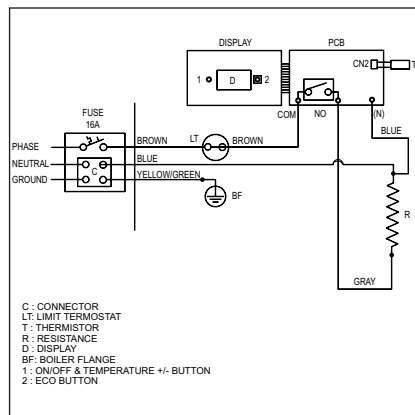 DISPLAY
PCB
CN2
T
1
D
2
FUSE
16A
COM
NO
(N)
PHASE
BROWN
LT
BROWN
BLUE
NEUTRAL
BLUE
C
GROUND
YELLOW/GREEN
BF
R
GRAY
C : CONNECTOR
LT: LIMIT TERMOSTAT
T : THERMISTOR
R : RESISTANCE
D : DISPLAY
BF: BOILER FLANGE
1 : ON/OFF & TEMPERATURE +/- BUTTON
2 : ECO BUTTON